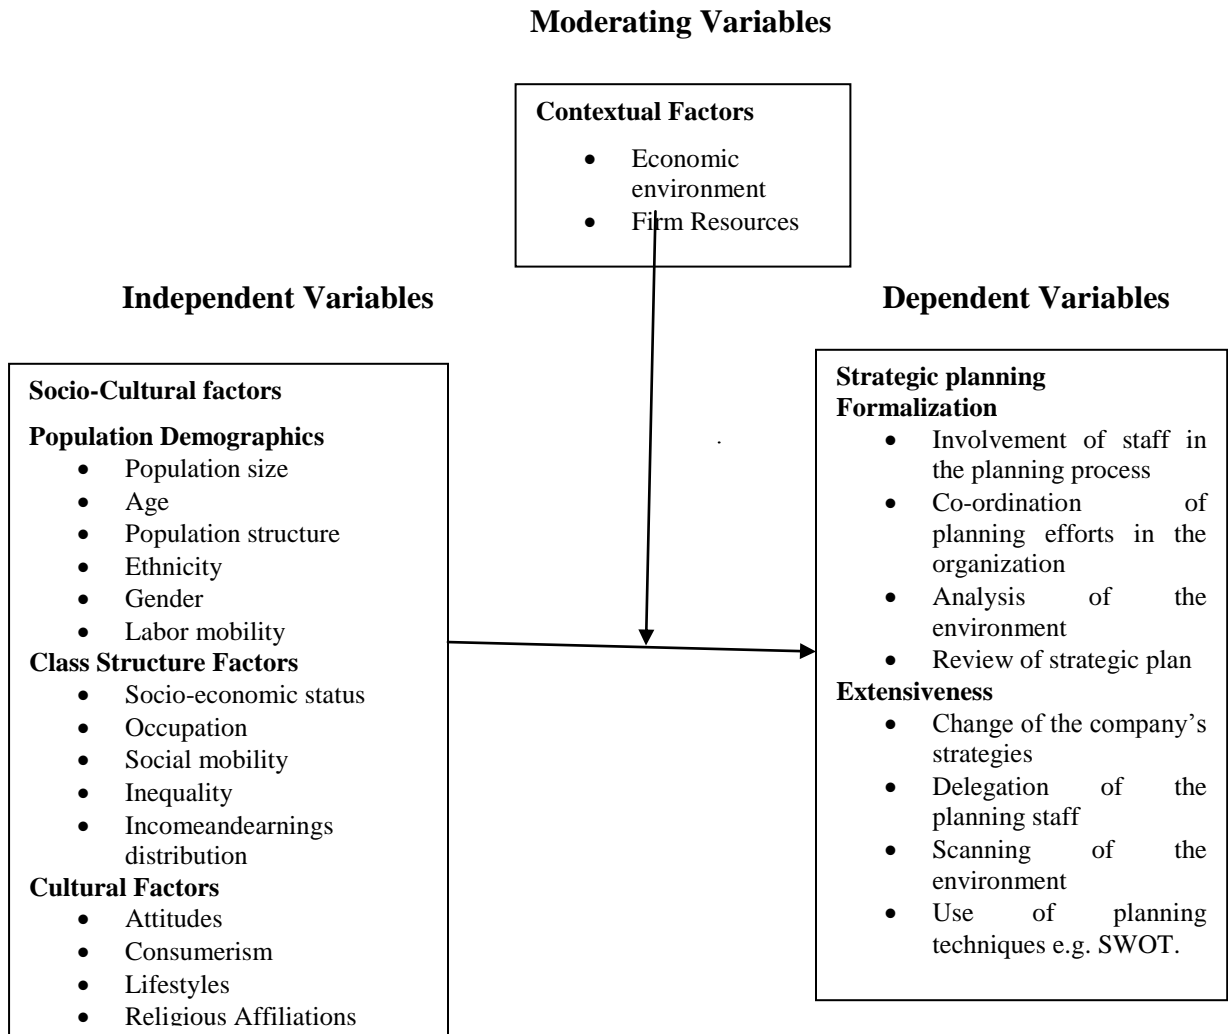 Moderating Variables
Contextual Factors
• Economic
environment
• Firm Resources
Independent Variables
Socio-Cultural factors
Population Demographics
• Population size
• Age
• Population structure
• Ethnicity
• Gender
• Labor mobility
Class Structure Factors
• Socio-economic status
• Occupation
• Social mobility
• Inequality
• Incomeandearnings
distribution
Cultural Factors
• Attitudes
• Consumerism
• Lifestyles
• Religious Affiliations
Dependent Variables
Strategic planning
Formalization
• Involvement of staff in
the planning process
• Co-ordination of
planning efforts in the
organization
• Analysis of the
environment
• Review of strategic plan
Extensiveness
• Change of the company’s
strategies
• Delegation of the
planning staff
• Scanning of the
environment
• Use of planning
techniques e.g. SWOT.